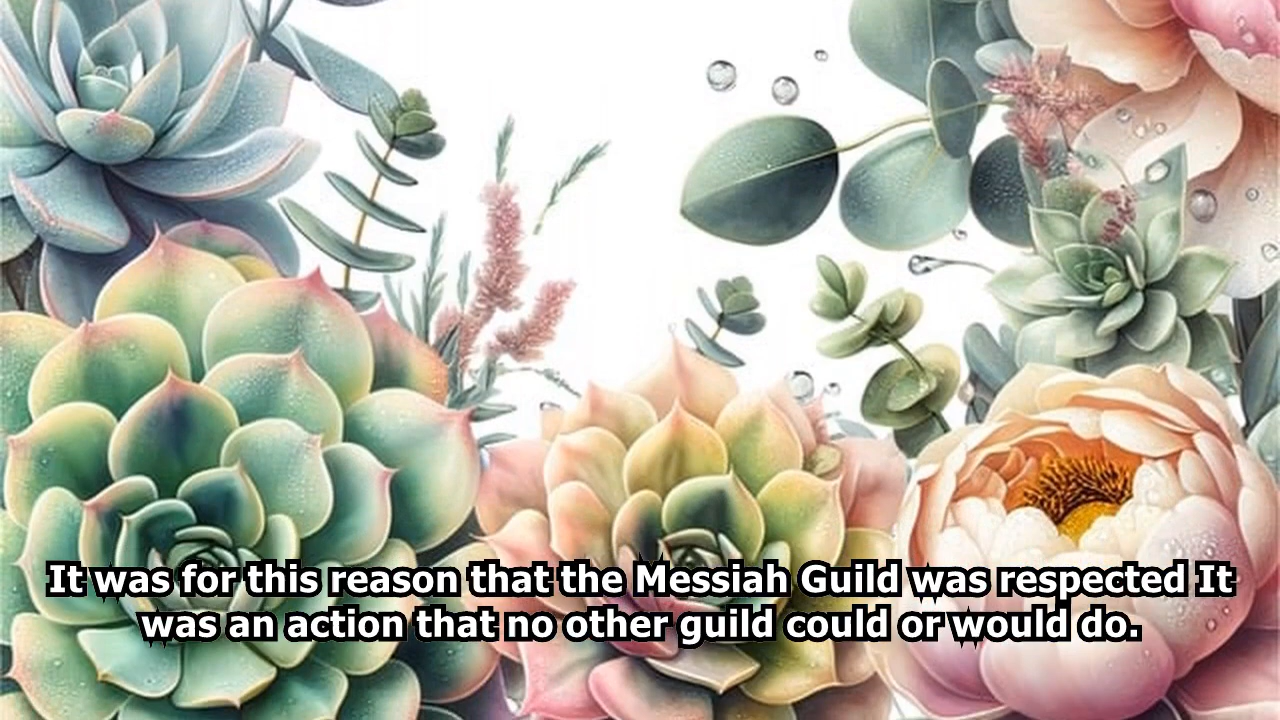 It was for this reason that the Messiah Guild was respected It
was an action that no other guild could or would do.